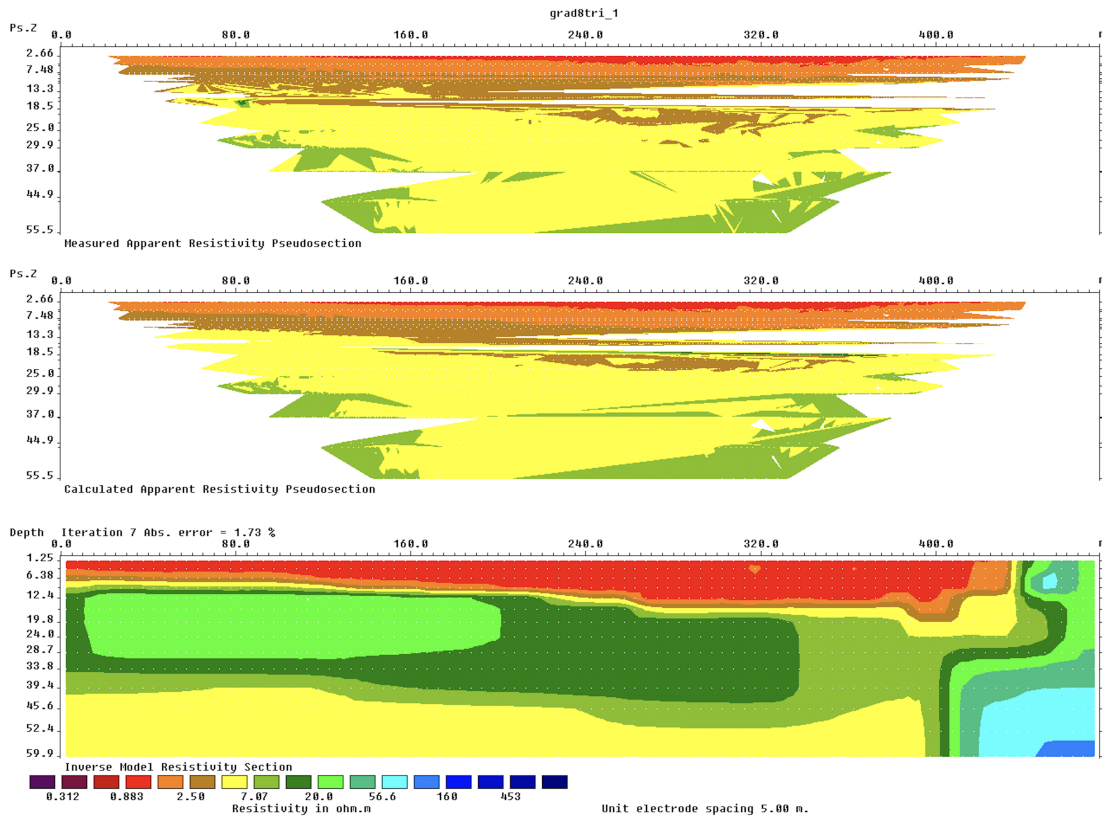 grad8tri_1
Ps.Z
0.0 80.0 160.0 240.0 320.0 400.0
2.66
7.48
13.3
18.5
25.0
29.9
37.0
44.9
55.5
Measured Apparent Resistivity Pseudosection
Ps.Z
0.0 80.0 160.0 240.0 320.0 400.0
2.66
7.48
13.3
18.5
25.0
29.9
37.0
44.9
55.5
Calculated Apparent Resistivity Pseudosection
Depth Iteration 7 Abs. error = 1.73 %
0.0 80.0 160.0 240.0 320.0 400.0
1.25
6.38
12.4
19.8
24.0
28.7
33.8
39.4
45.6
52.4
59.9
Inverse Model Resistivity Section
0.312 0.883 2.50 7.07 20.0 56.6 160 453
Resistivity in ohm.m Unit electrode spacing 5.00 m.